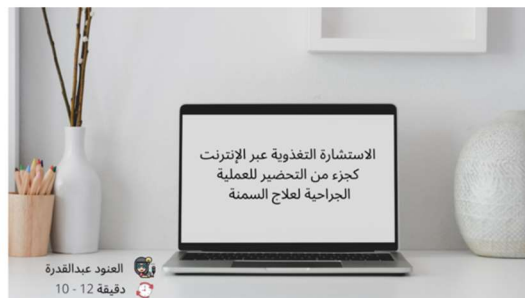 الاستشارة التغذوية عبر الإنترنت
كجزء من التحضير للعملية
الجراحية لعلاج السمنة
العنود عبدالقدرة
دقيقة 12 - 10